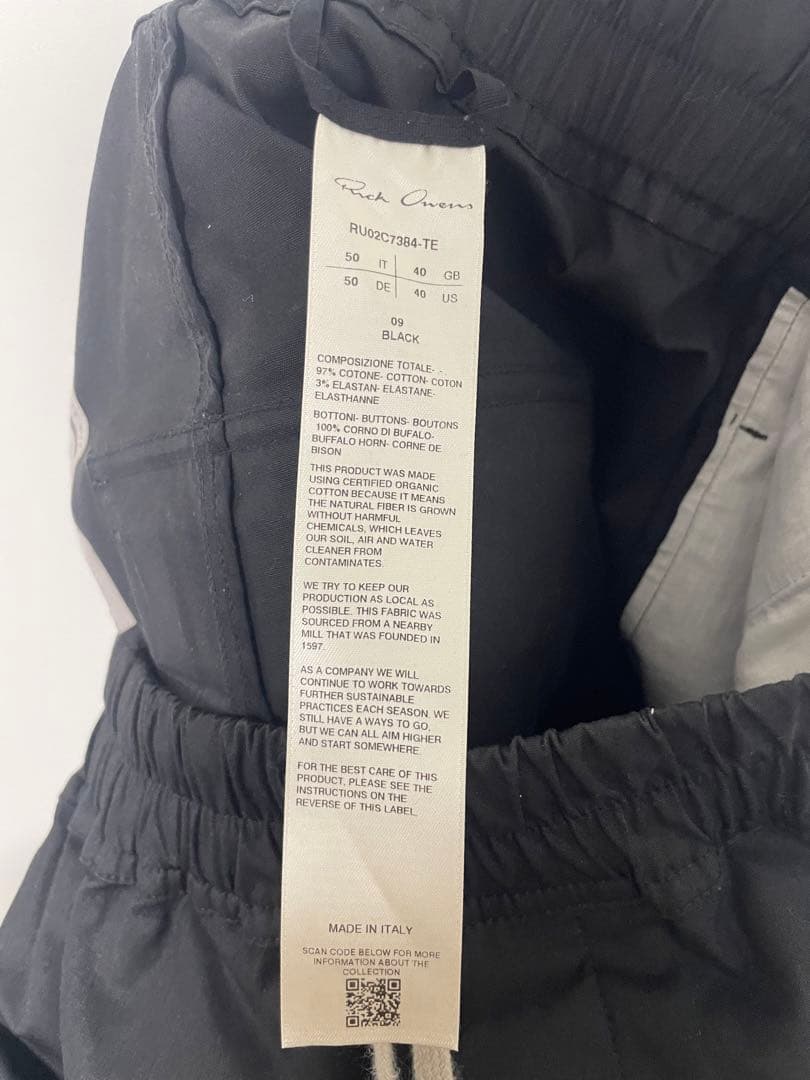 Rick Owens
RU02C7384-TE
50 IT 40 GB
50 DE 40 US
09
BLACK
COMPOSIZIONE TOTALE- -
97% COTONE- COTTON- COTON
3% ELASTAN- ELASTANE-
ELASTHANNE
BOTTONI- BUTTONS- BOUTONS
100% CORNO DI BUFALO-
BUFFALO HORN- CORNE DE
BISON
THIS PRODUCT WAS MADE
USING CERTIFIED ORGANIC
COTTON BECAUSE IT MEANS
THE NATURAL FIBER IS GROWN
WITHOUT HARMFUL
CHEMICALS, WHICH LEAVES
OUR SOIL, AIR AND WATER
CLEANER FROM
CONTAMINATES.
WE TRY TO KEEP OUR
PRODUCTION AS LOCAL AS
POSSIBLE. THIS FABRIC WAS
SOURCED FROM A NEARBY
MILL THAT WAS FOUNDED IN
1597.
AS A COMPANY WE WILL
CONTINUE TO WORK TOWARDS
FURTHER SUSTAINABLE
PRACTICES EACH SEASON. WE
STILL HAVE A WAYS TO GO,
BUT WE CAN ALL AIM HIGHER
AND START SOMEWHERE.
FOR THE BEST CARE OF THIS
PRODUCT, PLEASE SEE THE
INSTRUCTIONS ON THE
REVERSE OF THIS LABEL.
MADE IN ITALY
SCAN CODE BELOW FOR MORE
INFORMATION ABOUT THE
COLLECTION